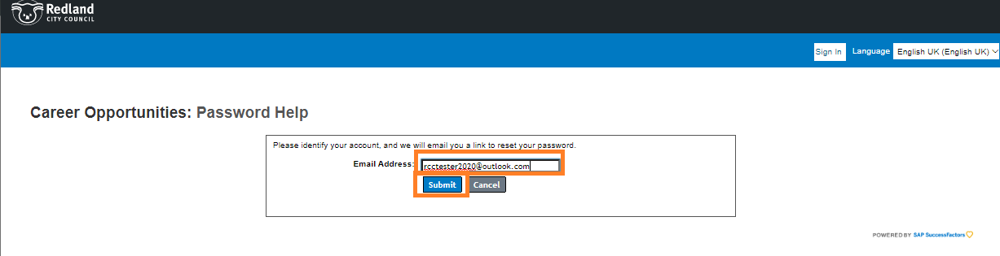 Redland
CITY COUNCIL
Sign In Language English UK (English UK)
Career Opportunities: Password Help
Please identify your account, and we will email you a link to reset your password.
Email Address: rcctester2020@outlook.com
Submit Cancel
POWERED BY SAP SuccessFactors